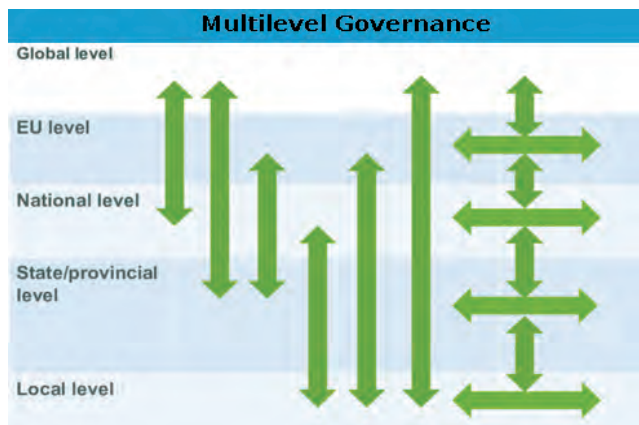 Multilevel Governance
Global level
EU level
National level
State/provincial
level
Local level